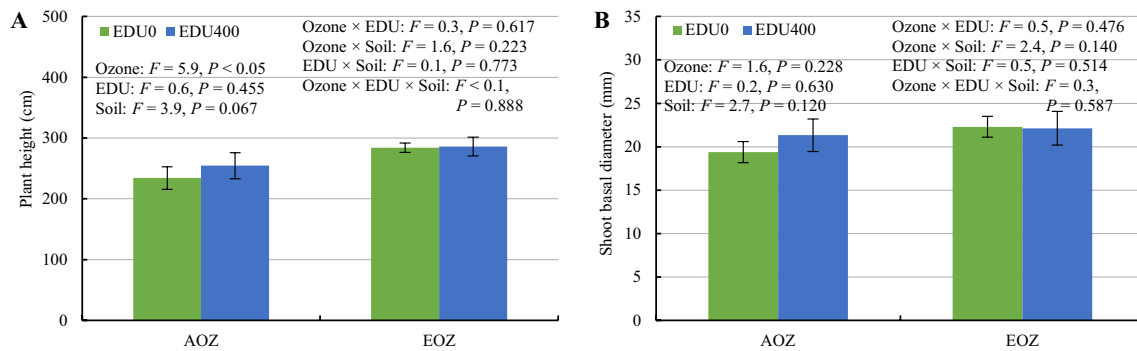 A
Plant height (cm)
500
400
300
200
100
0
EDU0 EDU400
Ozone: F = 5.9, P < 0.05
EDU: F = 0.6, P = 0.455
Soil: F = 3.9, P = 0.067
Ozone × EDU: F = 0.3, P = 0.617
Ozone × Soil: F = 1.6, P = 0.223
EDU × Soil: F = 0.1, P = 0.773
Ozone × EDU × Soil: F < 0.1,
P = 0.888
AOZ EOZ
B
Shoot basal diameter (mm)
35
30
25
20
15
10
5
0
EDU0 EDU400
Ozone: F = 1.6, P = 0.228
EDU: F = 0.2, P = 0.630
Soil: F = 2.7, P = 0.120
Ozone × EDU: F = 0.5, P = 0.476
Ozone × Soil: F = 2.4, P = 0.140
EDU × Soil: F = 0.5, P = 0.514
Ozone × EDU × Soil: F = 0.3,
P = 0.587
AOZ EOZ